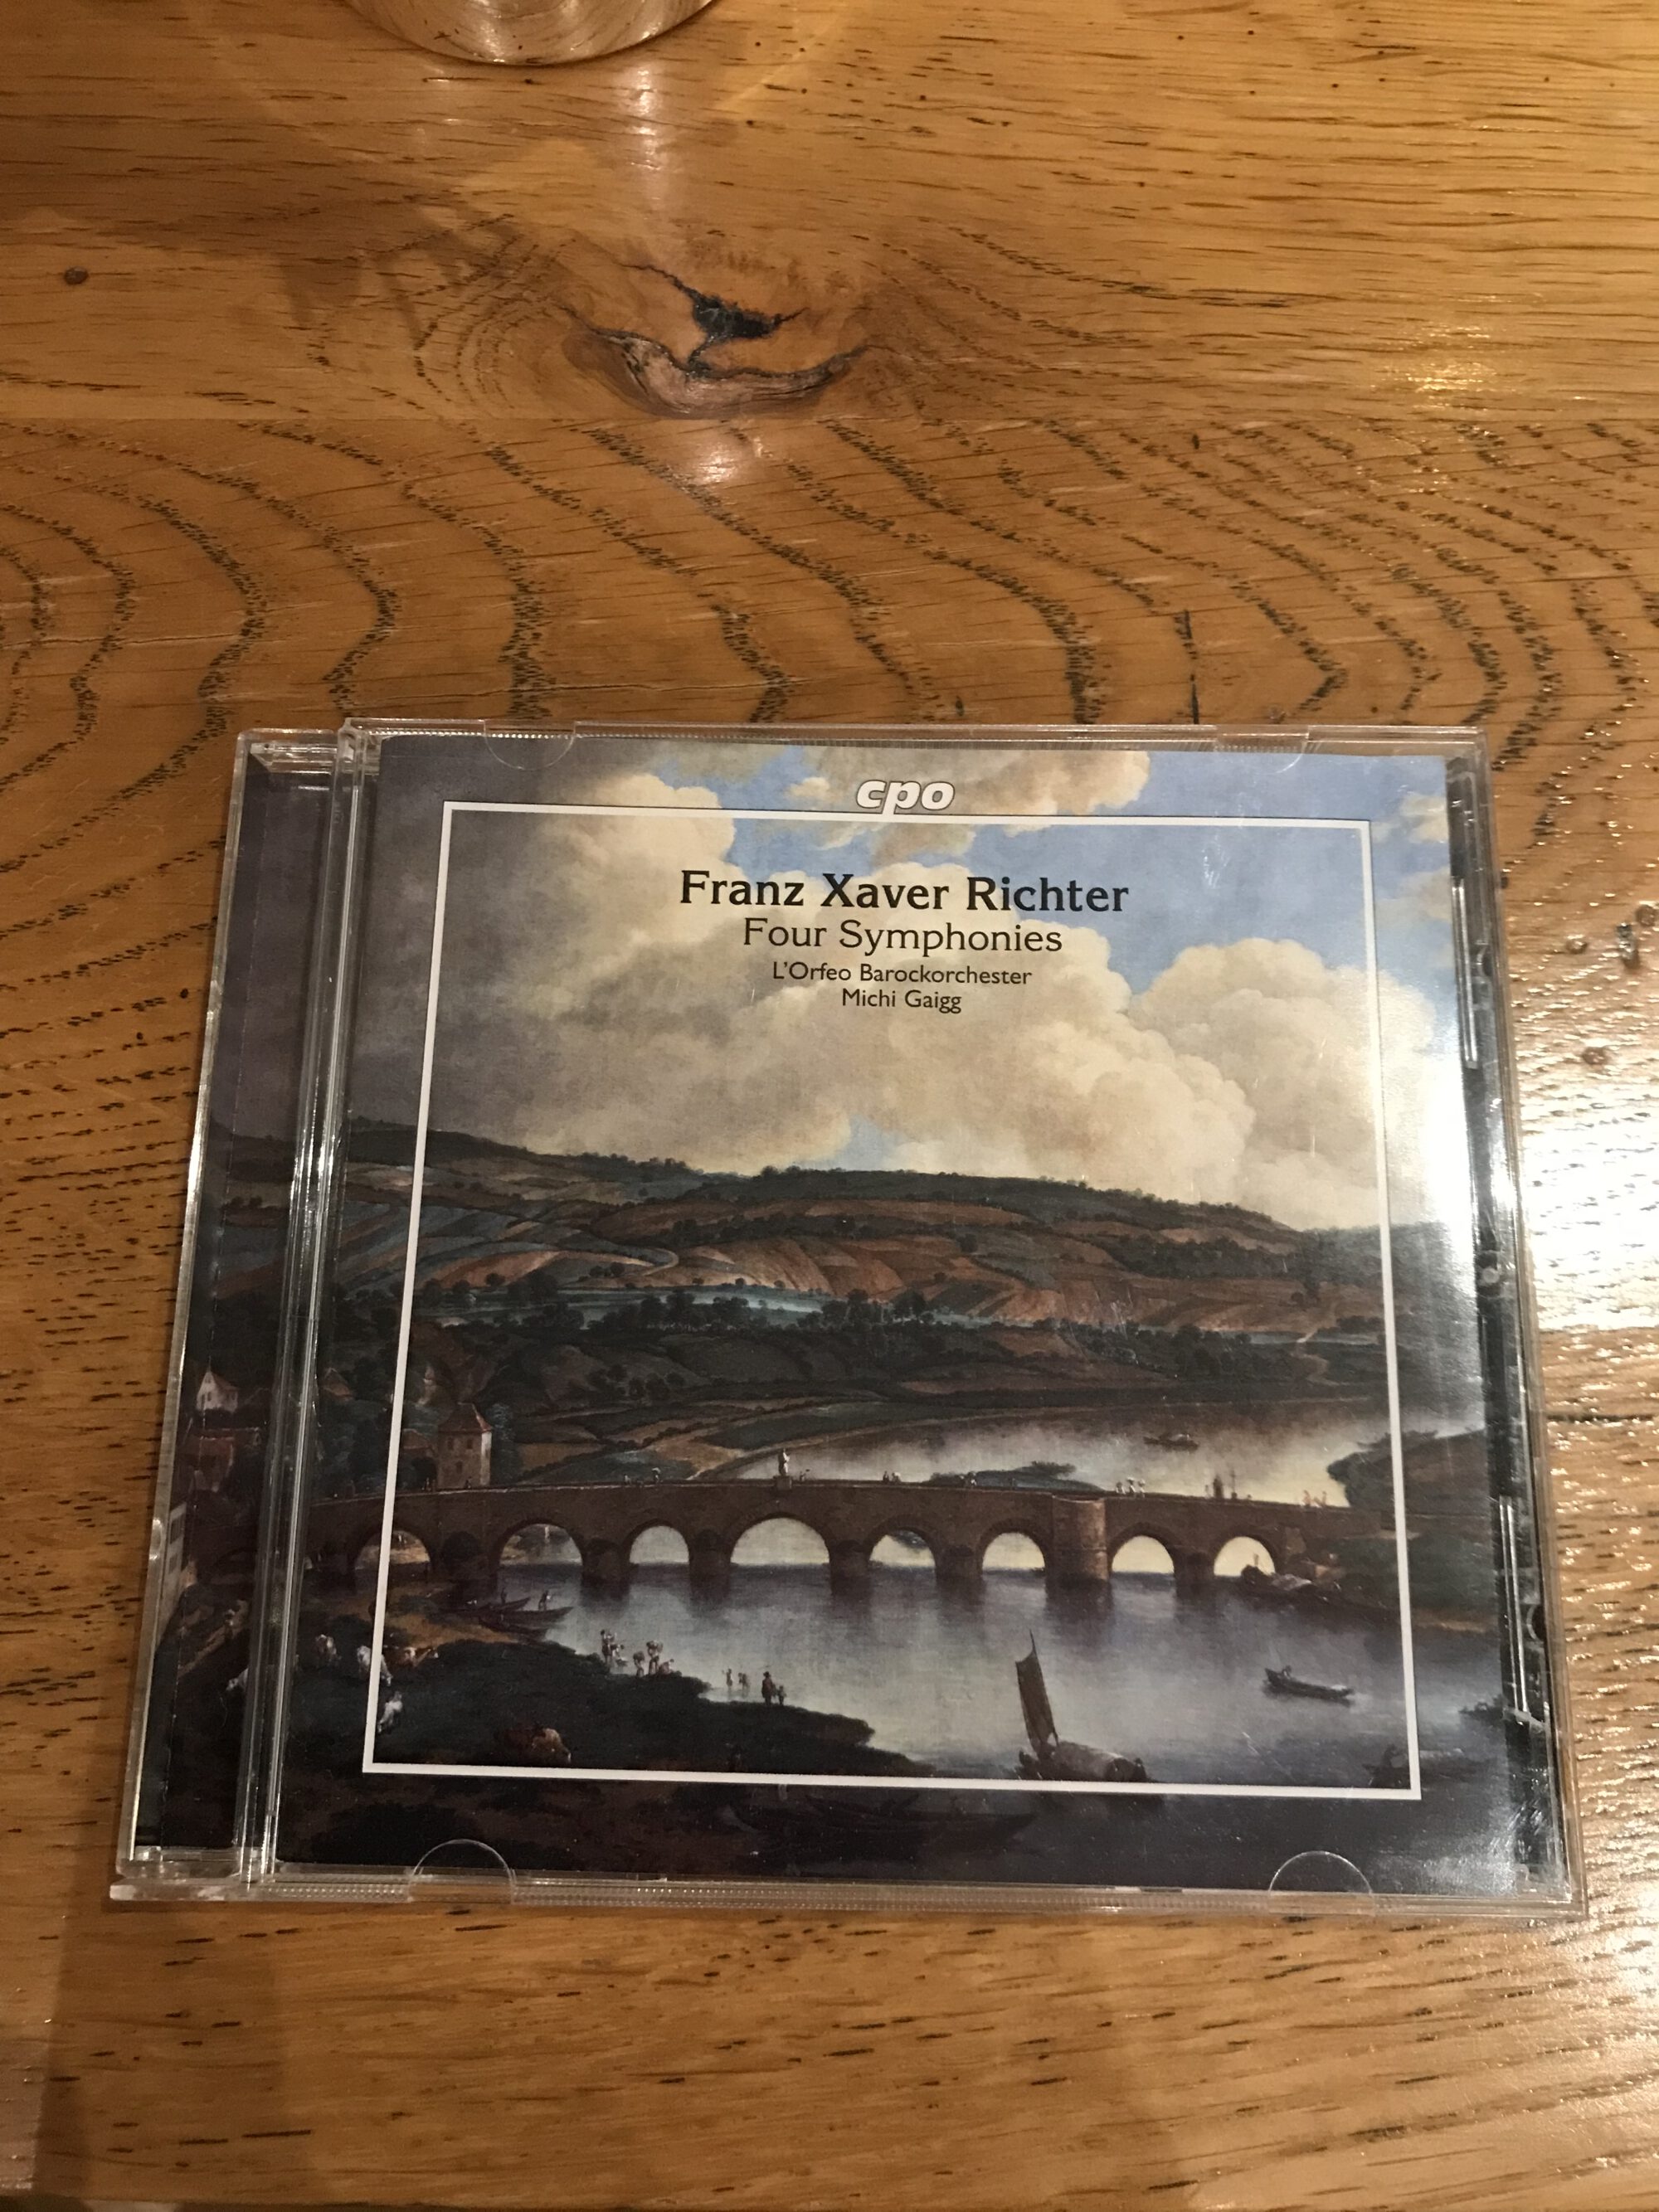 cpo
Franz Xaver Richter
Four Symphonies
L'Orfeo Barockorchester
Michi Gaigg